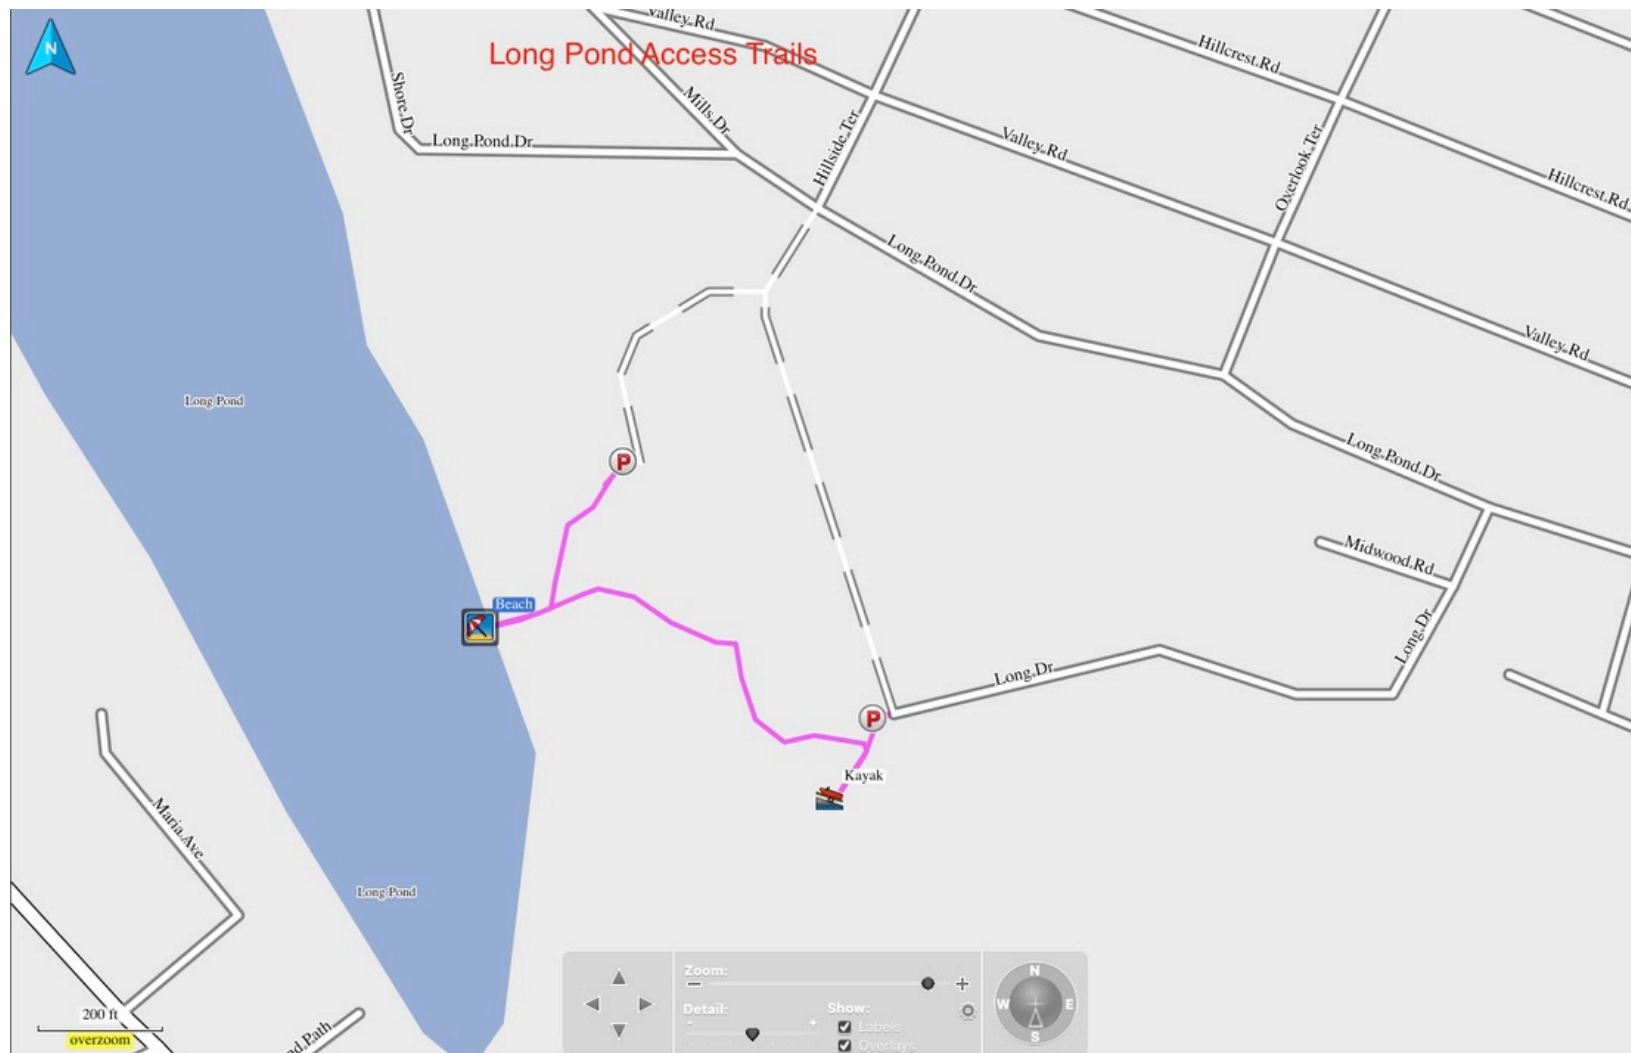 N
Valley Rd
Long Pond Access Trails
Hillcrest Rd
Shore Dr
Mills Dr
Long Pond Dr
Hillside Ter
Valley Rd
Overlook Ter
Hillcrest Rd
Long Pond Dr
Valley Rd
Long Pond
Long Pond Dr
P
Midwood Rd
Beach
Long Dr
Long Dr
P
Kayak
Maria Ave
Long Pond
Zoom:
Detail:
Show:
Labels
Overlays
N
W
E
S
200 ft
overzoom
Path